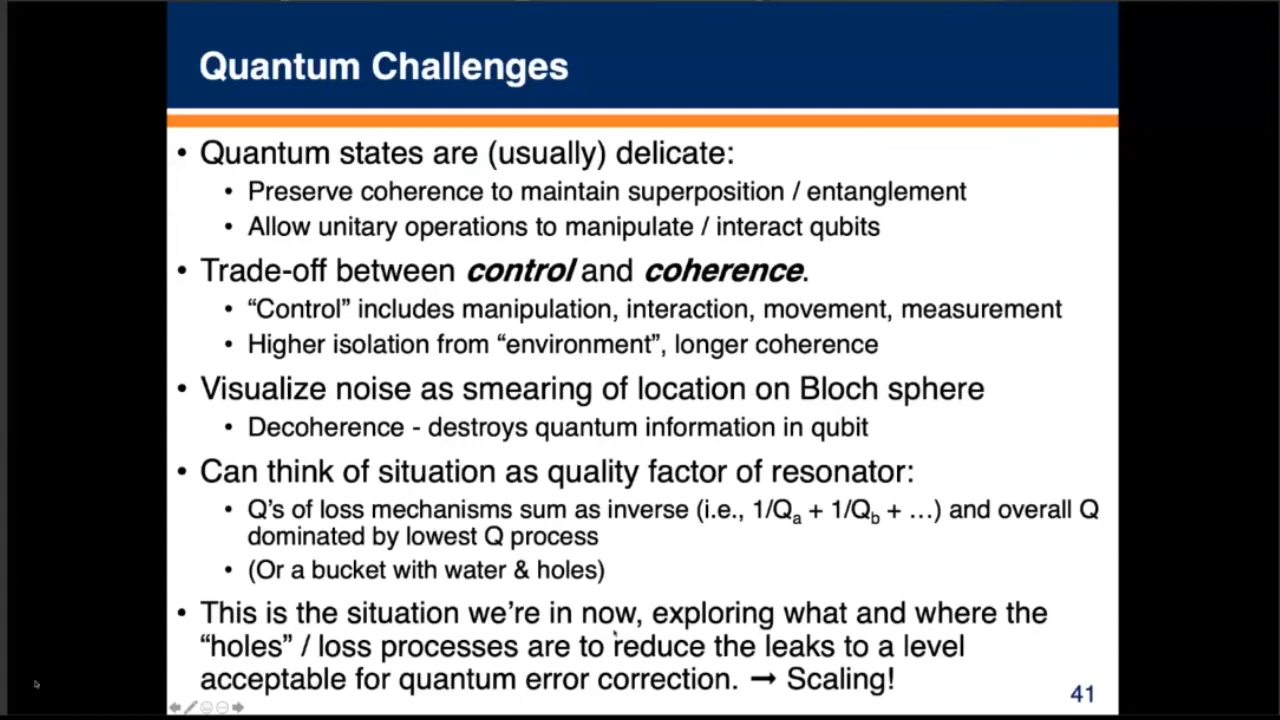 Quantum Challenges
• Quantum states are (usually) delicate:
• Preserve coherence to maintain superposition / entanglement
• Allow unitary operations to manipulate / interact qubits
• Trade-off between control and coherence.
• “Control” includes manipulation, interaction, movement, measurement
• Higher isolation from “environment”, longer coherence
• Visualize noise as smearing of location on Bloch sphere
• Decoherence - destroys quantum information in qubit
• Can think of situation as quality factor of resonator:
• Q’s of loss mechanisms sum as inverse (i.e., 1/Qa + 1/Qb + …) and overall Q
dominated by lowest Q process
• (Or a bucket with water & holes)
• This is the situation we’re in now, exploring what and where the
“holes” / loss processes are to reduce the leaks to a level
acceptable for quantum error correction. → Scaling!
41